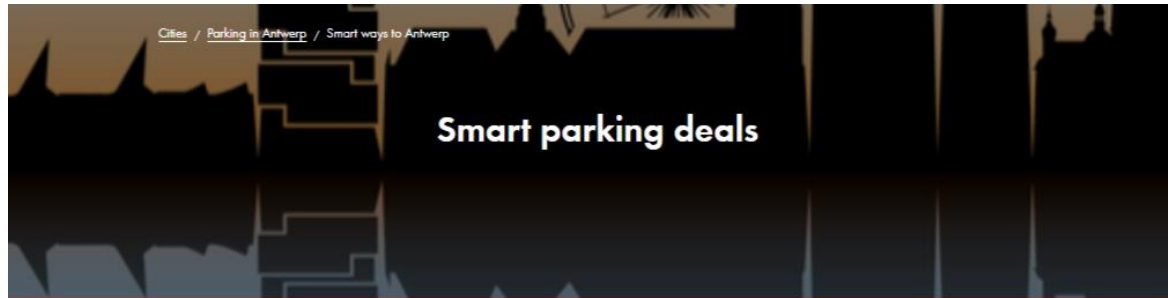 Cities / Parking in Antwerp / Smart ways to Antwerp
Smart parking deals